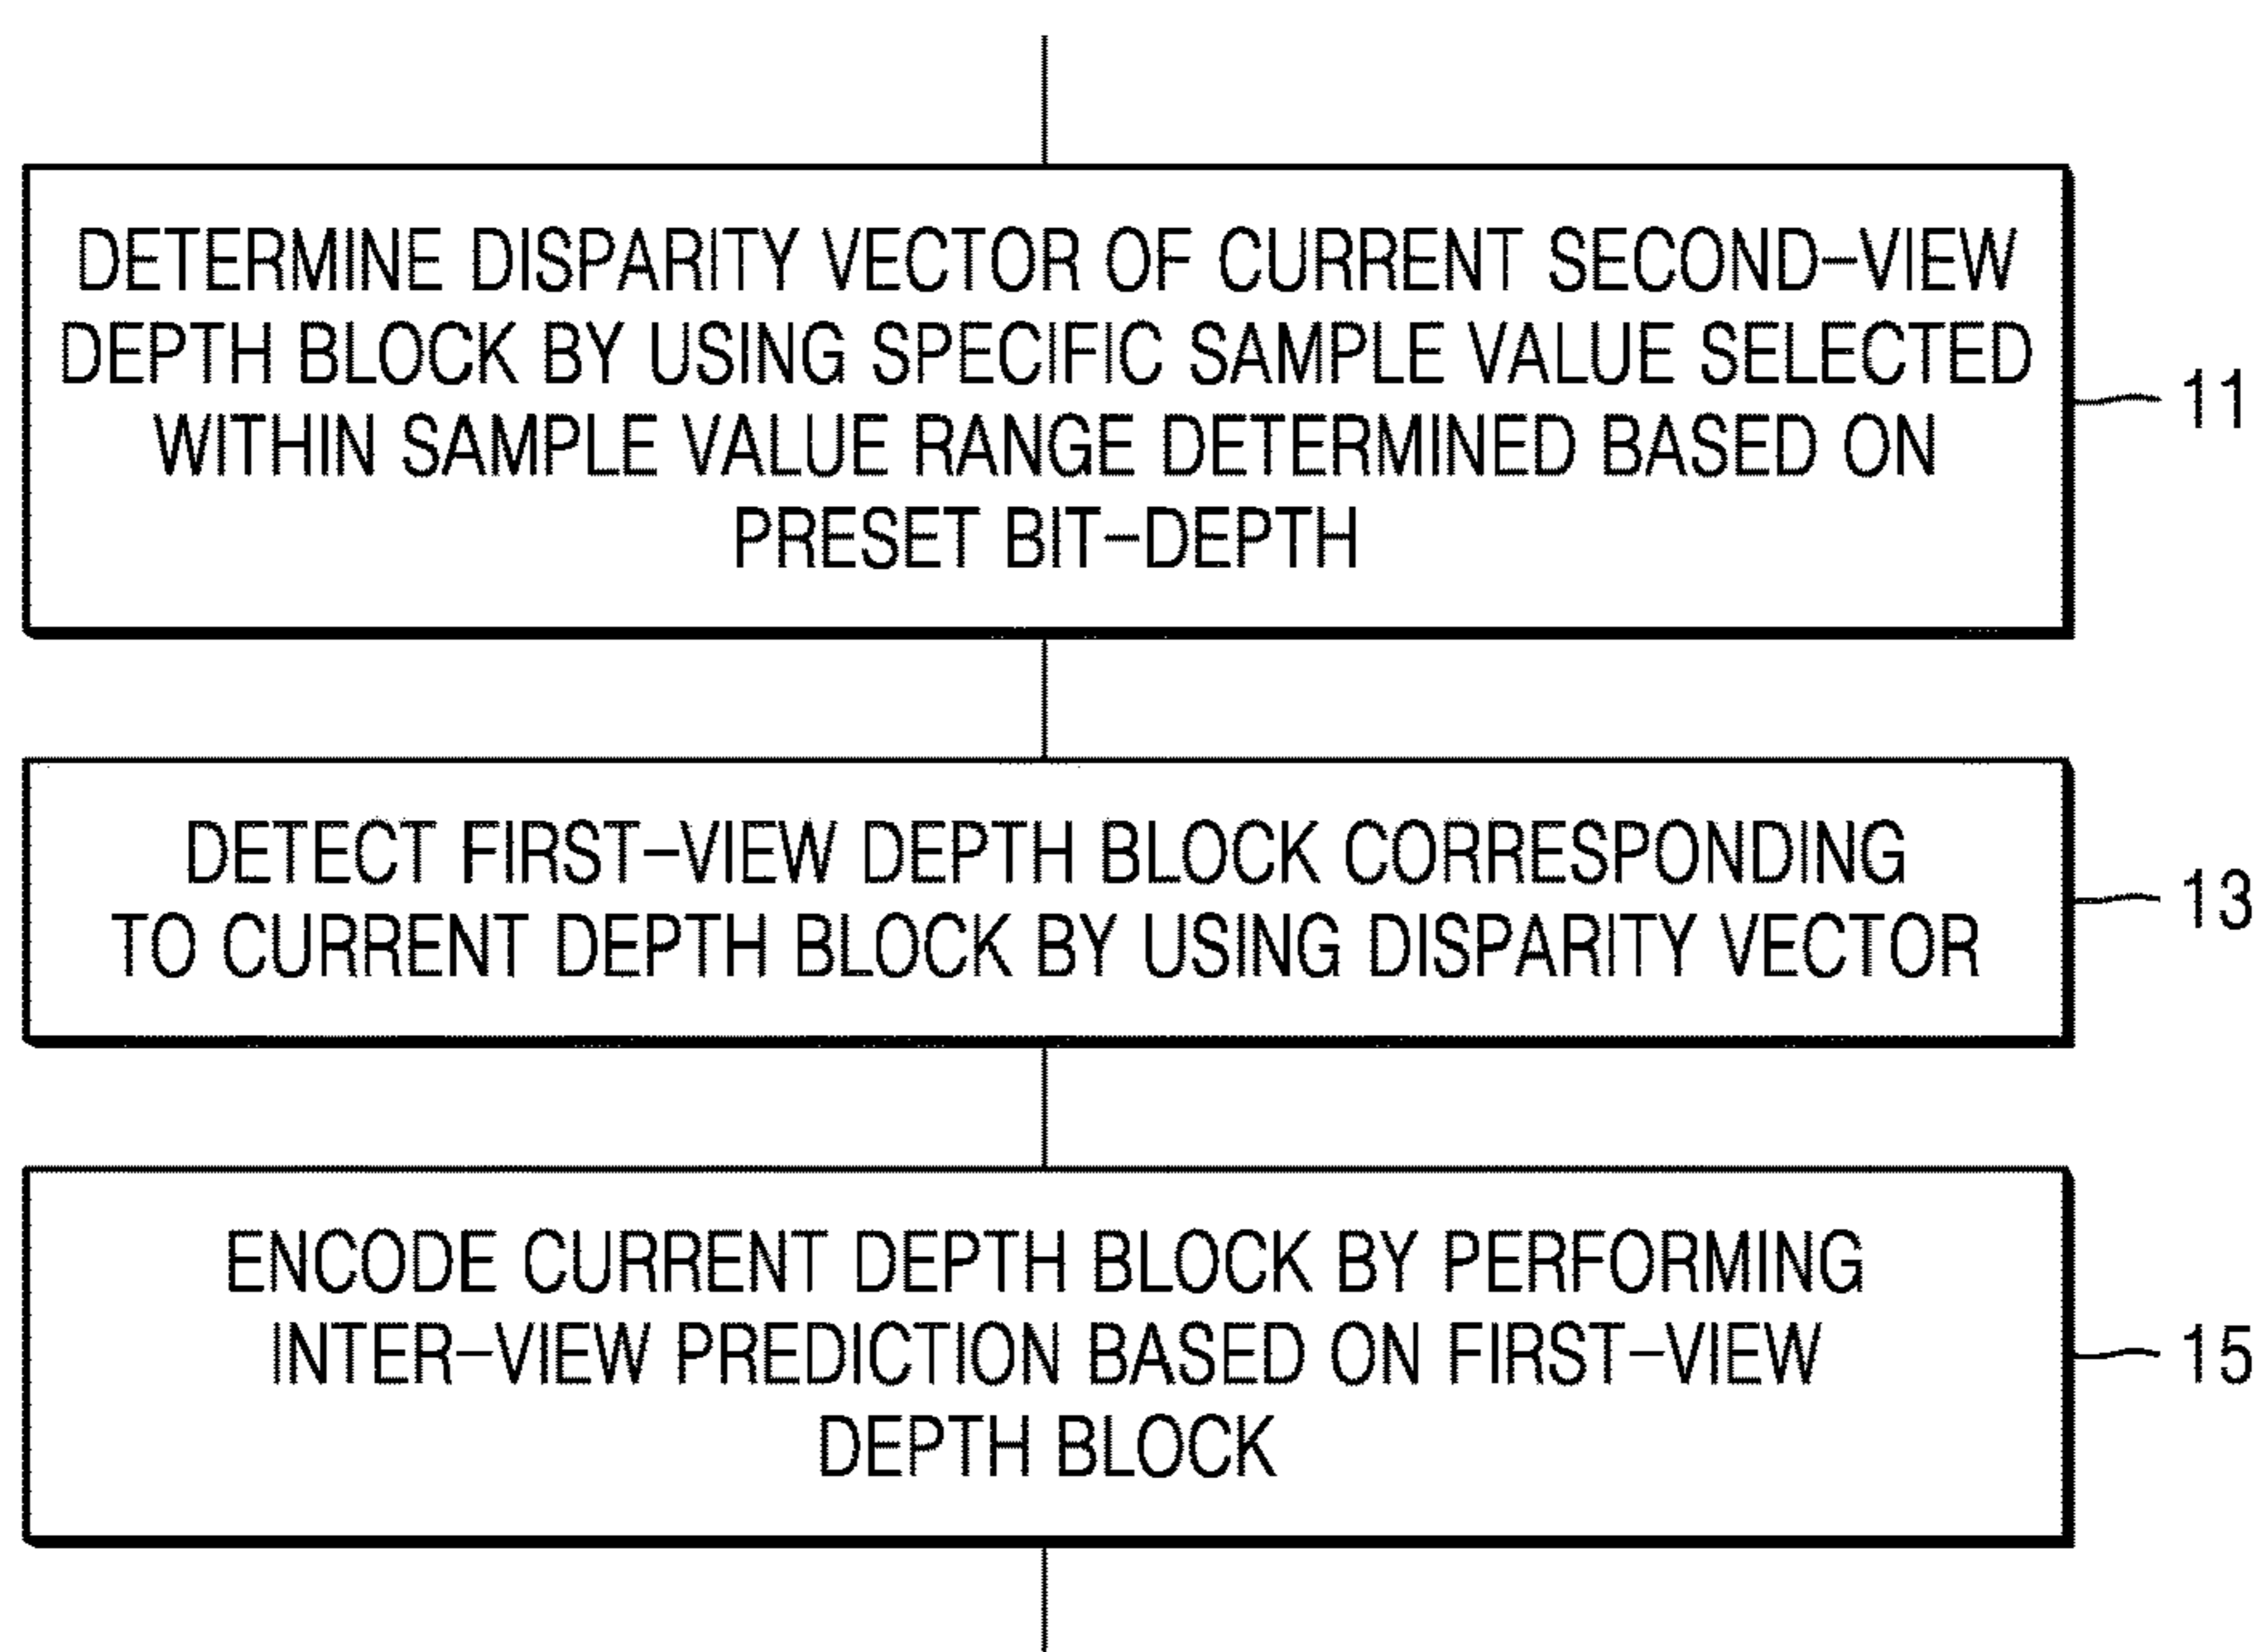 DETERMINE DISPARITY VECTOR OF CURRENT SECOND-VIEW
DEPTH BLOCK BY USING SPECIFIC SAMPLE VALUE SELECTED
WITHIN SAMPLE VALUE RANGE DETERMINED BASED ON
PRESET BIT-DEPTH
11
DETECT FIRST-VIEW DEPTH BLOCK CORRESPONDING
TO CURRENT DEPTH BLOCK BY USING DISPARITY VECTOR
13
ENCODE CURRENT DEPTH BLOCK BY PERFORMING
INTER-VIEW PREDICTION BASED ON FIRST-VIEW
DEPTH BLOCK
15